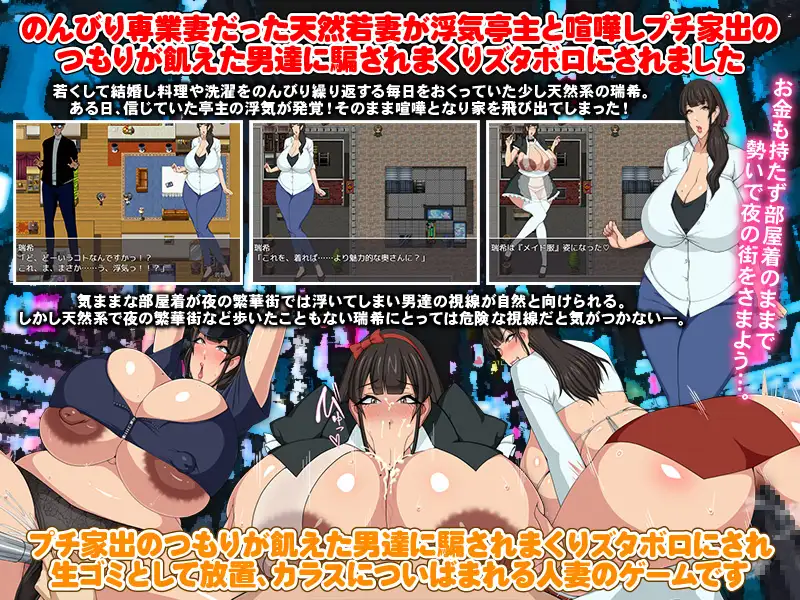 のんびり専業妻だった天然若妻が浮気亭主と喧嘩しプチ家出の
つもりが飢えた男達に騙されまくりズタボロにされました
若くして結婚し料理や洗濯をのんびり繰り返する毎日をおくっていた少し天然系の瑞希。
ある日、信じていた亭主の浮気が発覚！そのまま喧嘩となり家を飛び出てしまった！
お金も持たず部屋着のままで
勢いで夜の街をさまよう…。
瑞希
「ど、どーいうコトなんですかっ！？
これ、ま、まさか……う、浮気っ！！？」
瑞希
「これを、着れば……より魅力的な奥さんに？」
瑞希は『メイド服』姿になった♡
気ままな部屋着が夜の繁華街では浮いてしまい男達の視線が自然と向けられる。
しかし天然系で夜の繁華街など歩いたこともない瑞希にとっては危険な視線だと気がつかない―。
プチ家出のつもりが飢えた男達に騙されまくりズタボロにされ
生ゴミとして放置、カラスについばまれる人妻のゲームです